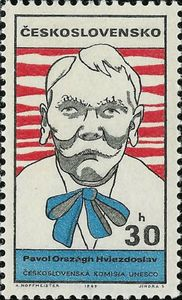 ČESKOSLOVENSKO
h
30
Pavol Országh Hviezdoslav
ČESKOSLOVENSKÁ KOMISIA UNESCO
A. HOFFMEISTER 1969 JINDRA S